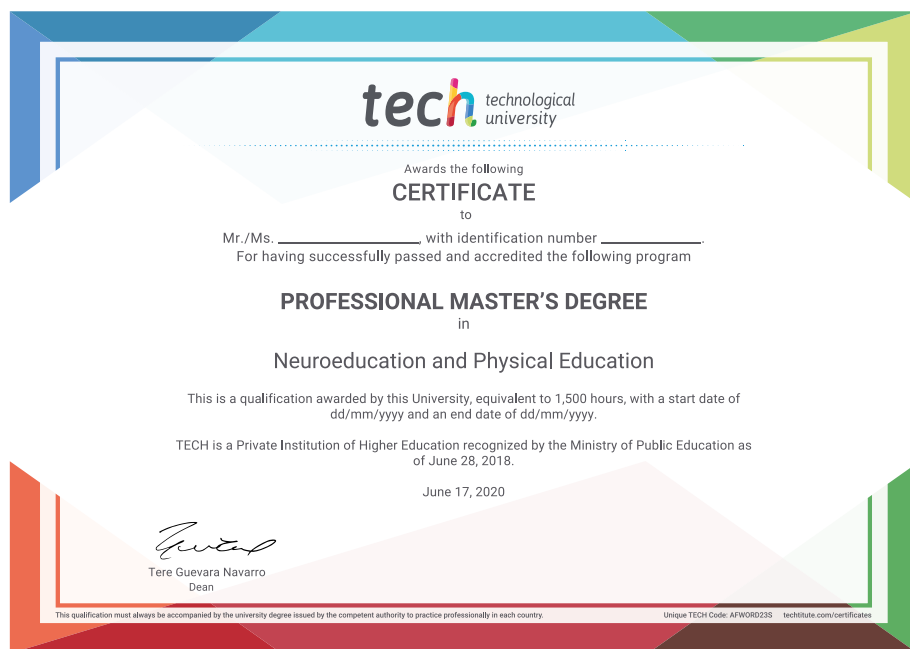 tech technological
university
Awards the following
CERTIFICATE
to
Mr./Ms. ____________________, with identification number ______________.
For having successfully passed and accredited the following program
PROFESSIONAL MASTER'S DEGREE
in
Neuroeducation and Physical Education
This is a qualification awarded by this University, equivalent to 1,500 hours, with a start date of
dd/mm/yyyy and an end date of dd/mm/yyyy.
TECH is a Private Institution of Higher Education recognized by the Ministry of Public Education as
of June 28, 2018.
June 17, 2020
Tere Guevara Navarro
Dean
This qualification must always be accompanied by the university degree issued by the competent authority to practice professionally in each country. Unique TECH Code: AFWORD23S techtitute.com/certificates